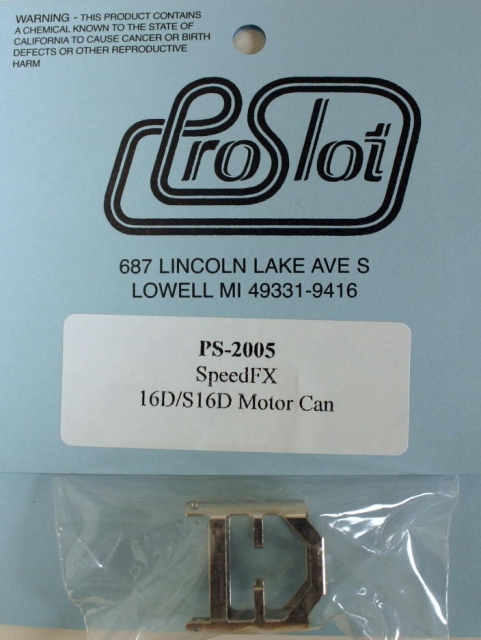 WARNING - THIS PRODUCT CONTAINS
A CHEMICAL KNOWN TO THE STATE OF
CALIFORNIA TO CAUSE CANCER OR BIRTH
DEFECTS OR OTHER REPRODUCTIVE
HARM
ProSlot
687 LINCOLN LAKE AVE S
LOWELL MI 49331-9416
PS-2005
SpeedFX
16D/S16D Motor Can